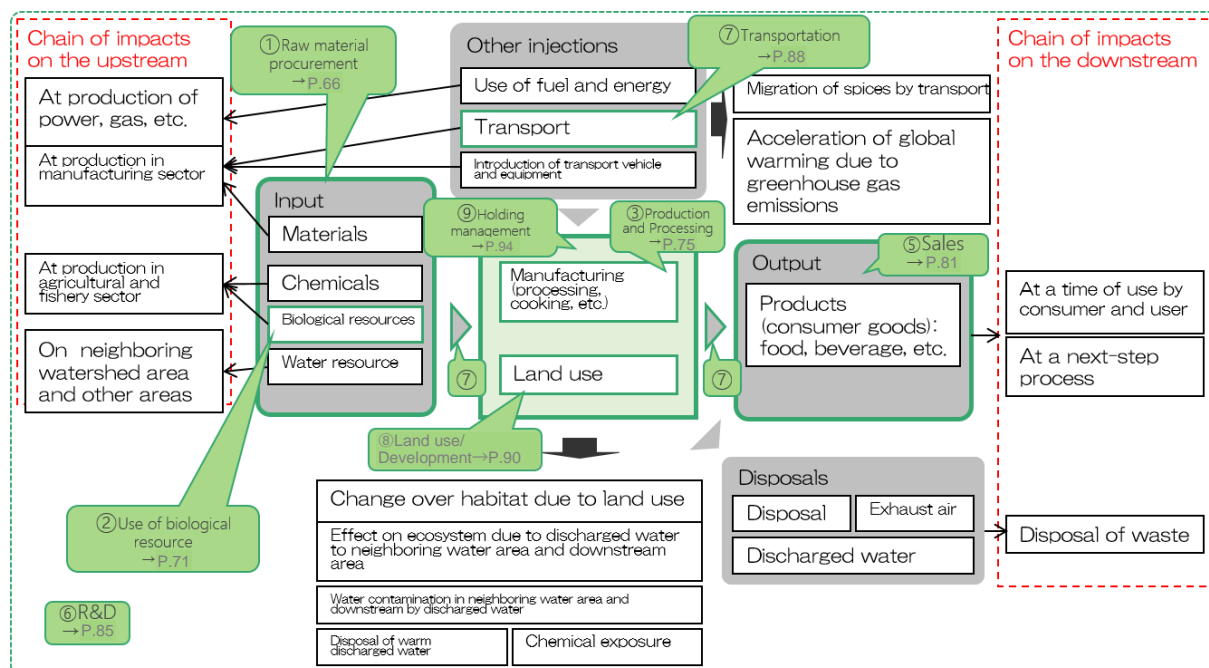 Chain of impacts
on the upstream
At production of
power, gas, etc.
At production in
manufacturing sector
At production in
agricultural and
fishery sector
On neighboring
watershed area
and other areas
①Raw material
procurement
→P.66
Input
Materials
Chemicals
Biological resources
Water resource
②Use of biological
resource
→P.71
⑥R&D
→P.85
Other injections
Use of fuel and energy
Transport
Introduction of transport vehicle
and equipment
⑦Transportation
→P.88
Migration of spices by transport
Acceleration of global
warming due to
greenhouse gas
emissions
⑨Holding
management
→P.94
③Production
and Processing
→P.75
Manufacturing
(processing,
cooking, etc.)
Land use
⑦
⑦
⑧Land use/
Development→P.90
⑤Sales
→P.81
Output
Products
(consumer goods):
food, beverage, etc.
Change over habitat due to land use
Effect on ecosystem due to discharged water
to neighboring water area and downstream
area
Water contamination in neighboring water area and
downstream by discharged water
Disposal of warm
discharged water
Chemical exposure
Disposals
Disposal
Exhaust air
Discharged water
Chain of impacts
on the downstream
At a time of use by
consumer and user
At a next-step
process
Disposal of waste